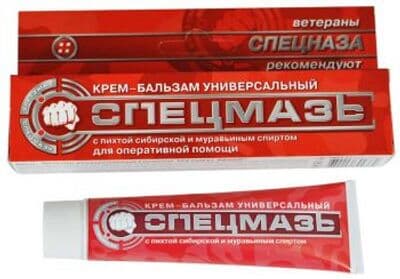 ветераны
СПЕЦНАЗА
рекомендуют
КРЕМ-БАЛЬЗАМ УНИВЕРСАЛЬНЫЙ
СПЕЦМАЗЬ
с пихтой сибирской и муравьиным спиртом
для оперативной помощи
КРЕМ-БАЛЬЗАМ УНИВЕРСАЛЬНЫЙ
СПЕЦМАЗЬ
с пихтой сибирской и муравьиным спиртом